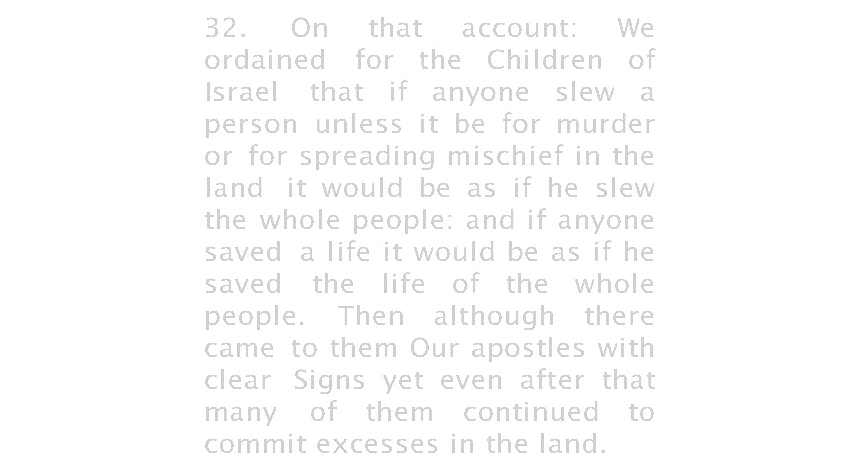 32. On that account: We
ordained for the Children of
Israel that if anyone slew a
person unless it be for murder
or for spreading mischief in the
land it would be as if he slew
the whole people: and if anyone
saved a life it would be as if he
saved the life of the whole
people. Then although there
came to them Our apostles with
clear Signs yet even after that
many of them continued to
commit excesses in the land.